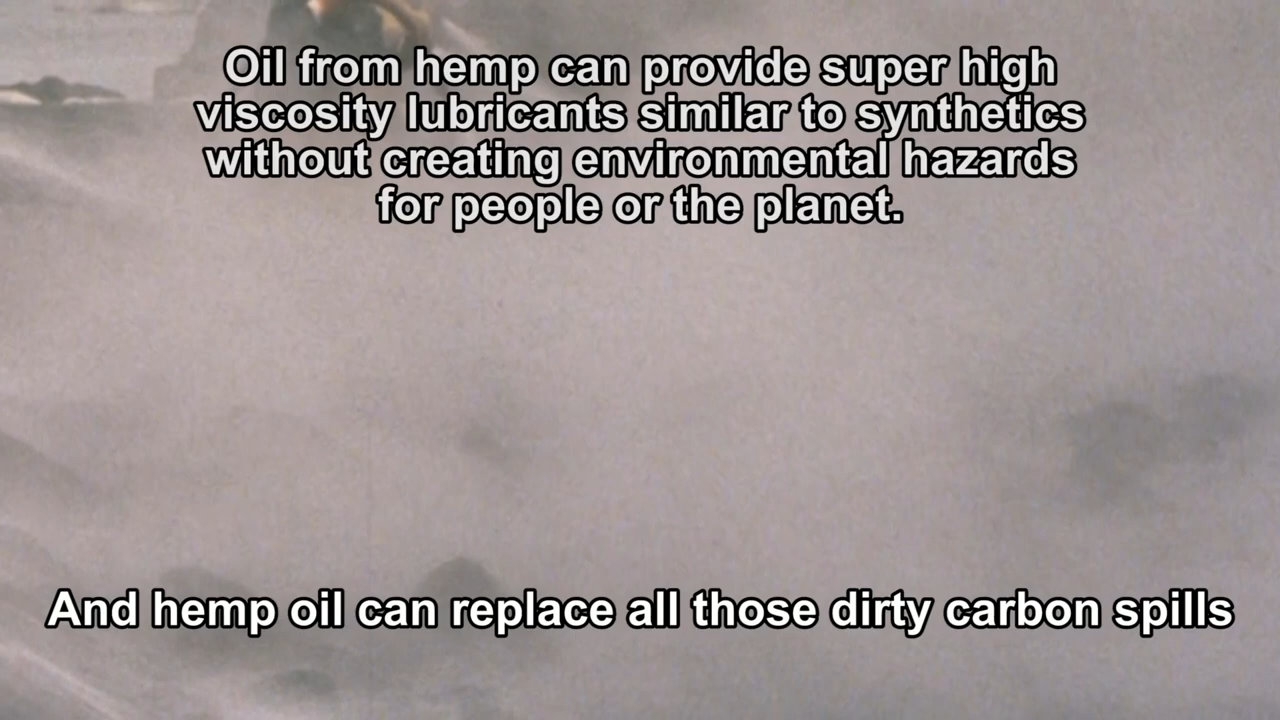 Oil from hemp can provide super high
viscosity lubricants similar to synthetics
without creating environmental hazards
for people or the planet.
And hemp oil can replace all those dirty carbon spills